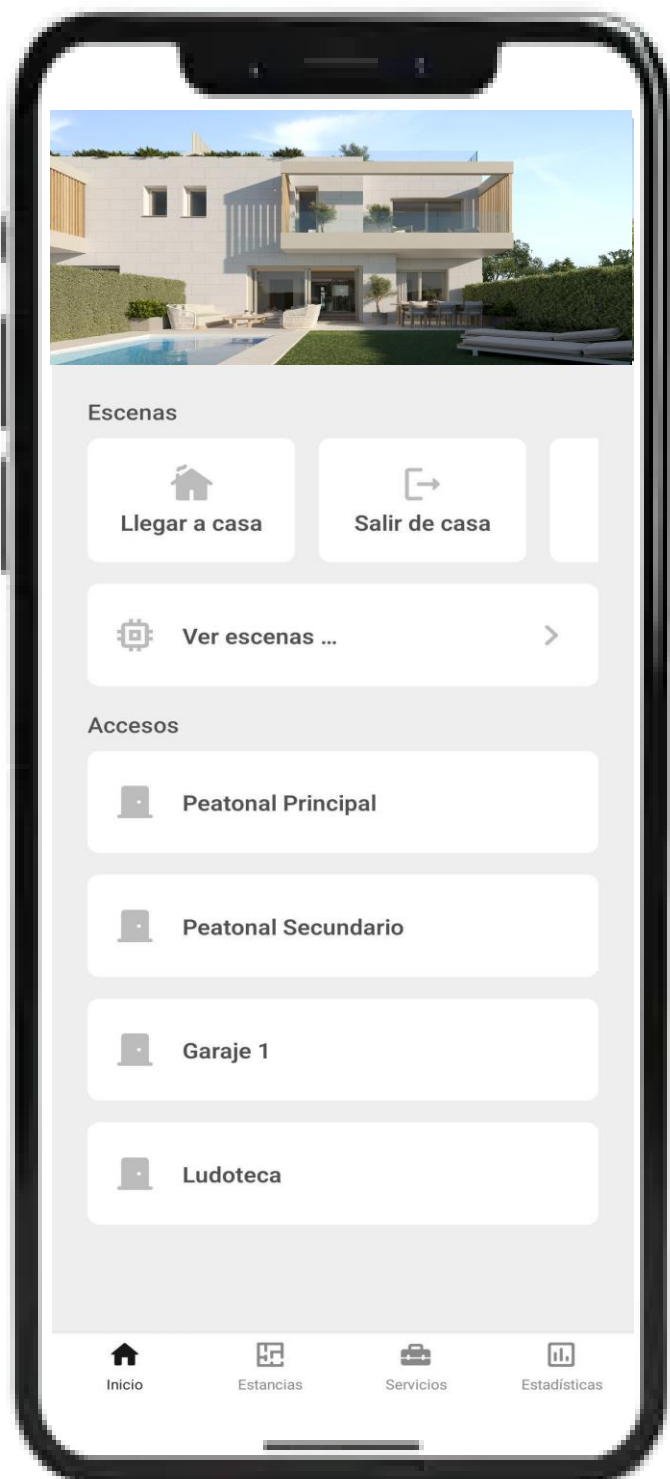 Escenas
Llegar a casa
Salir de casa
Ver escenas ...
Accesos
Peatonal Principal
Peatonal Secundario
Garaje 1
Ludoteca
Inicio
Estancias
Servicios
Estadísticas